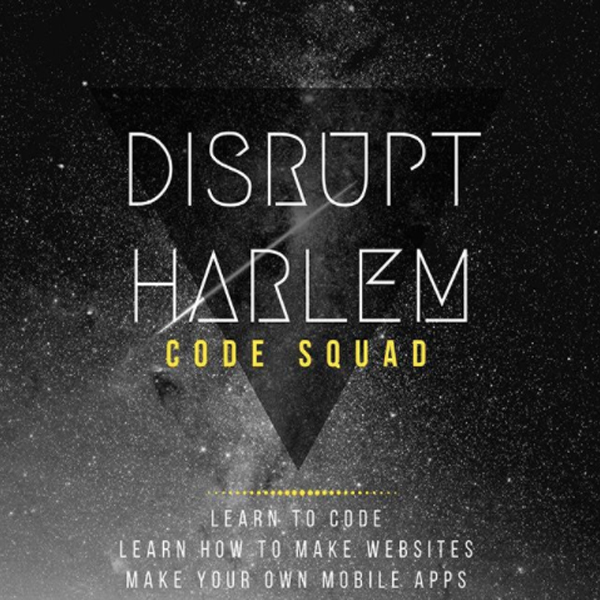 DISRUPT
HARLEM
CODE SQUAD
LEARN TO CODE
LEARN HOW TO MAKE WEBSITES
MAKE YOUR OWN MOBILE APPS